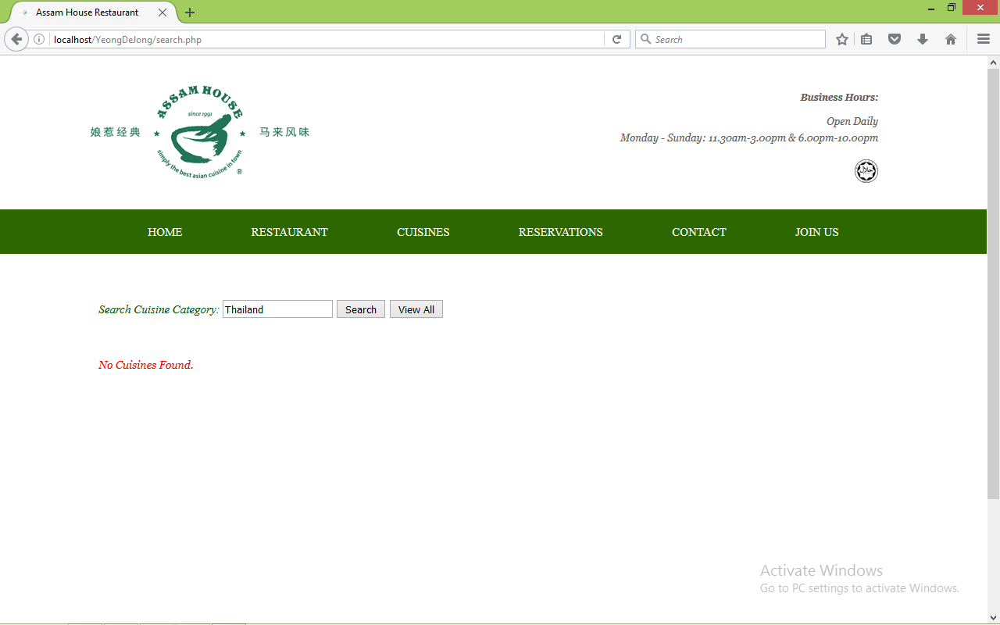 Assam House Restaurant
localhost/YeongDeJong/search.php
Search
娘惹经典
ASSAM HOUSE
since 1991
simply the best asian cuisine in town
®
马来风味
Business Hours:
Open Daily
Monday - Sunday: 11.30am-3.00pm & 6.00pm-10.00pm
حلال
HOME RESTAURANT CUISINES RESERVATIONS CONTACT JOIN US
Search Cuisine Category: Thailand Search View All
No Cuisines Found.
Activate Windows
Go to PC settings to activate Windows.